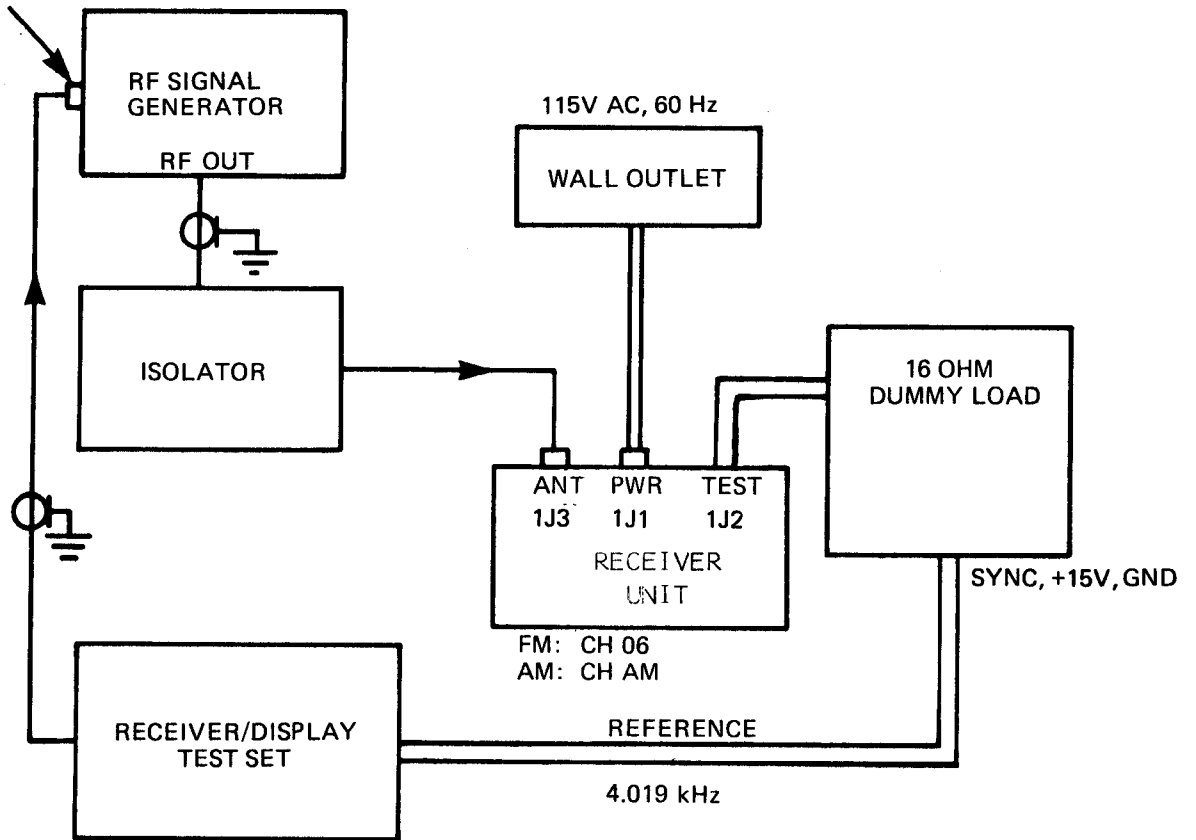 RF SIGNAL
GENERATOR
RF OUT
115V AC, 60 Hz
WALL OUTLET
ISOLATOR
16 OHM
DUMMY LOAD
ANT PWR TEST
1J3 1J1 1J2
RECEIVER
UNIT
SYNC, +15V, GND
FM: CH 06
AM: CH AM
RECEIVER/DISPLAY
TEST SET
REFERENCE
4.019 kHz